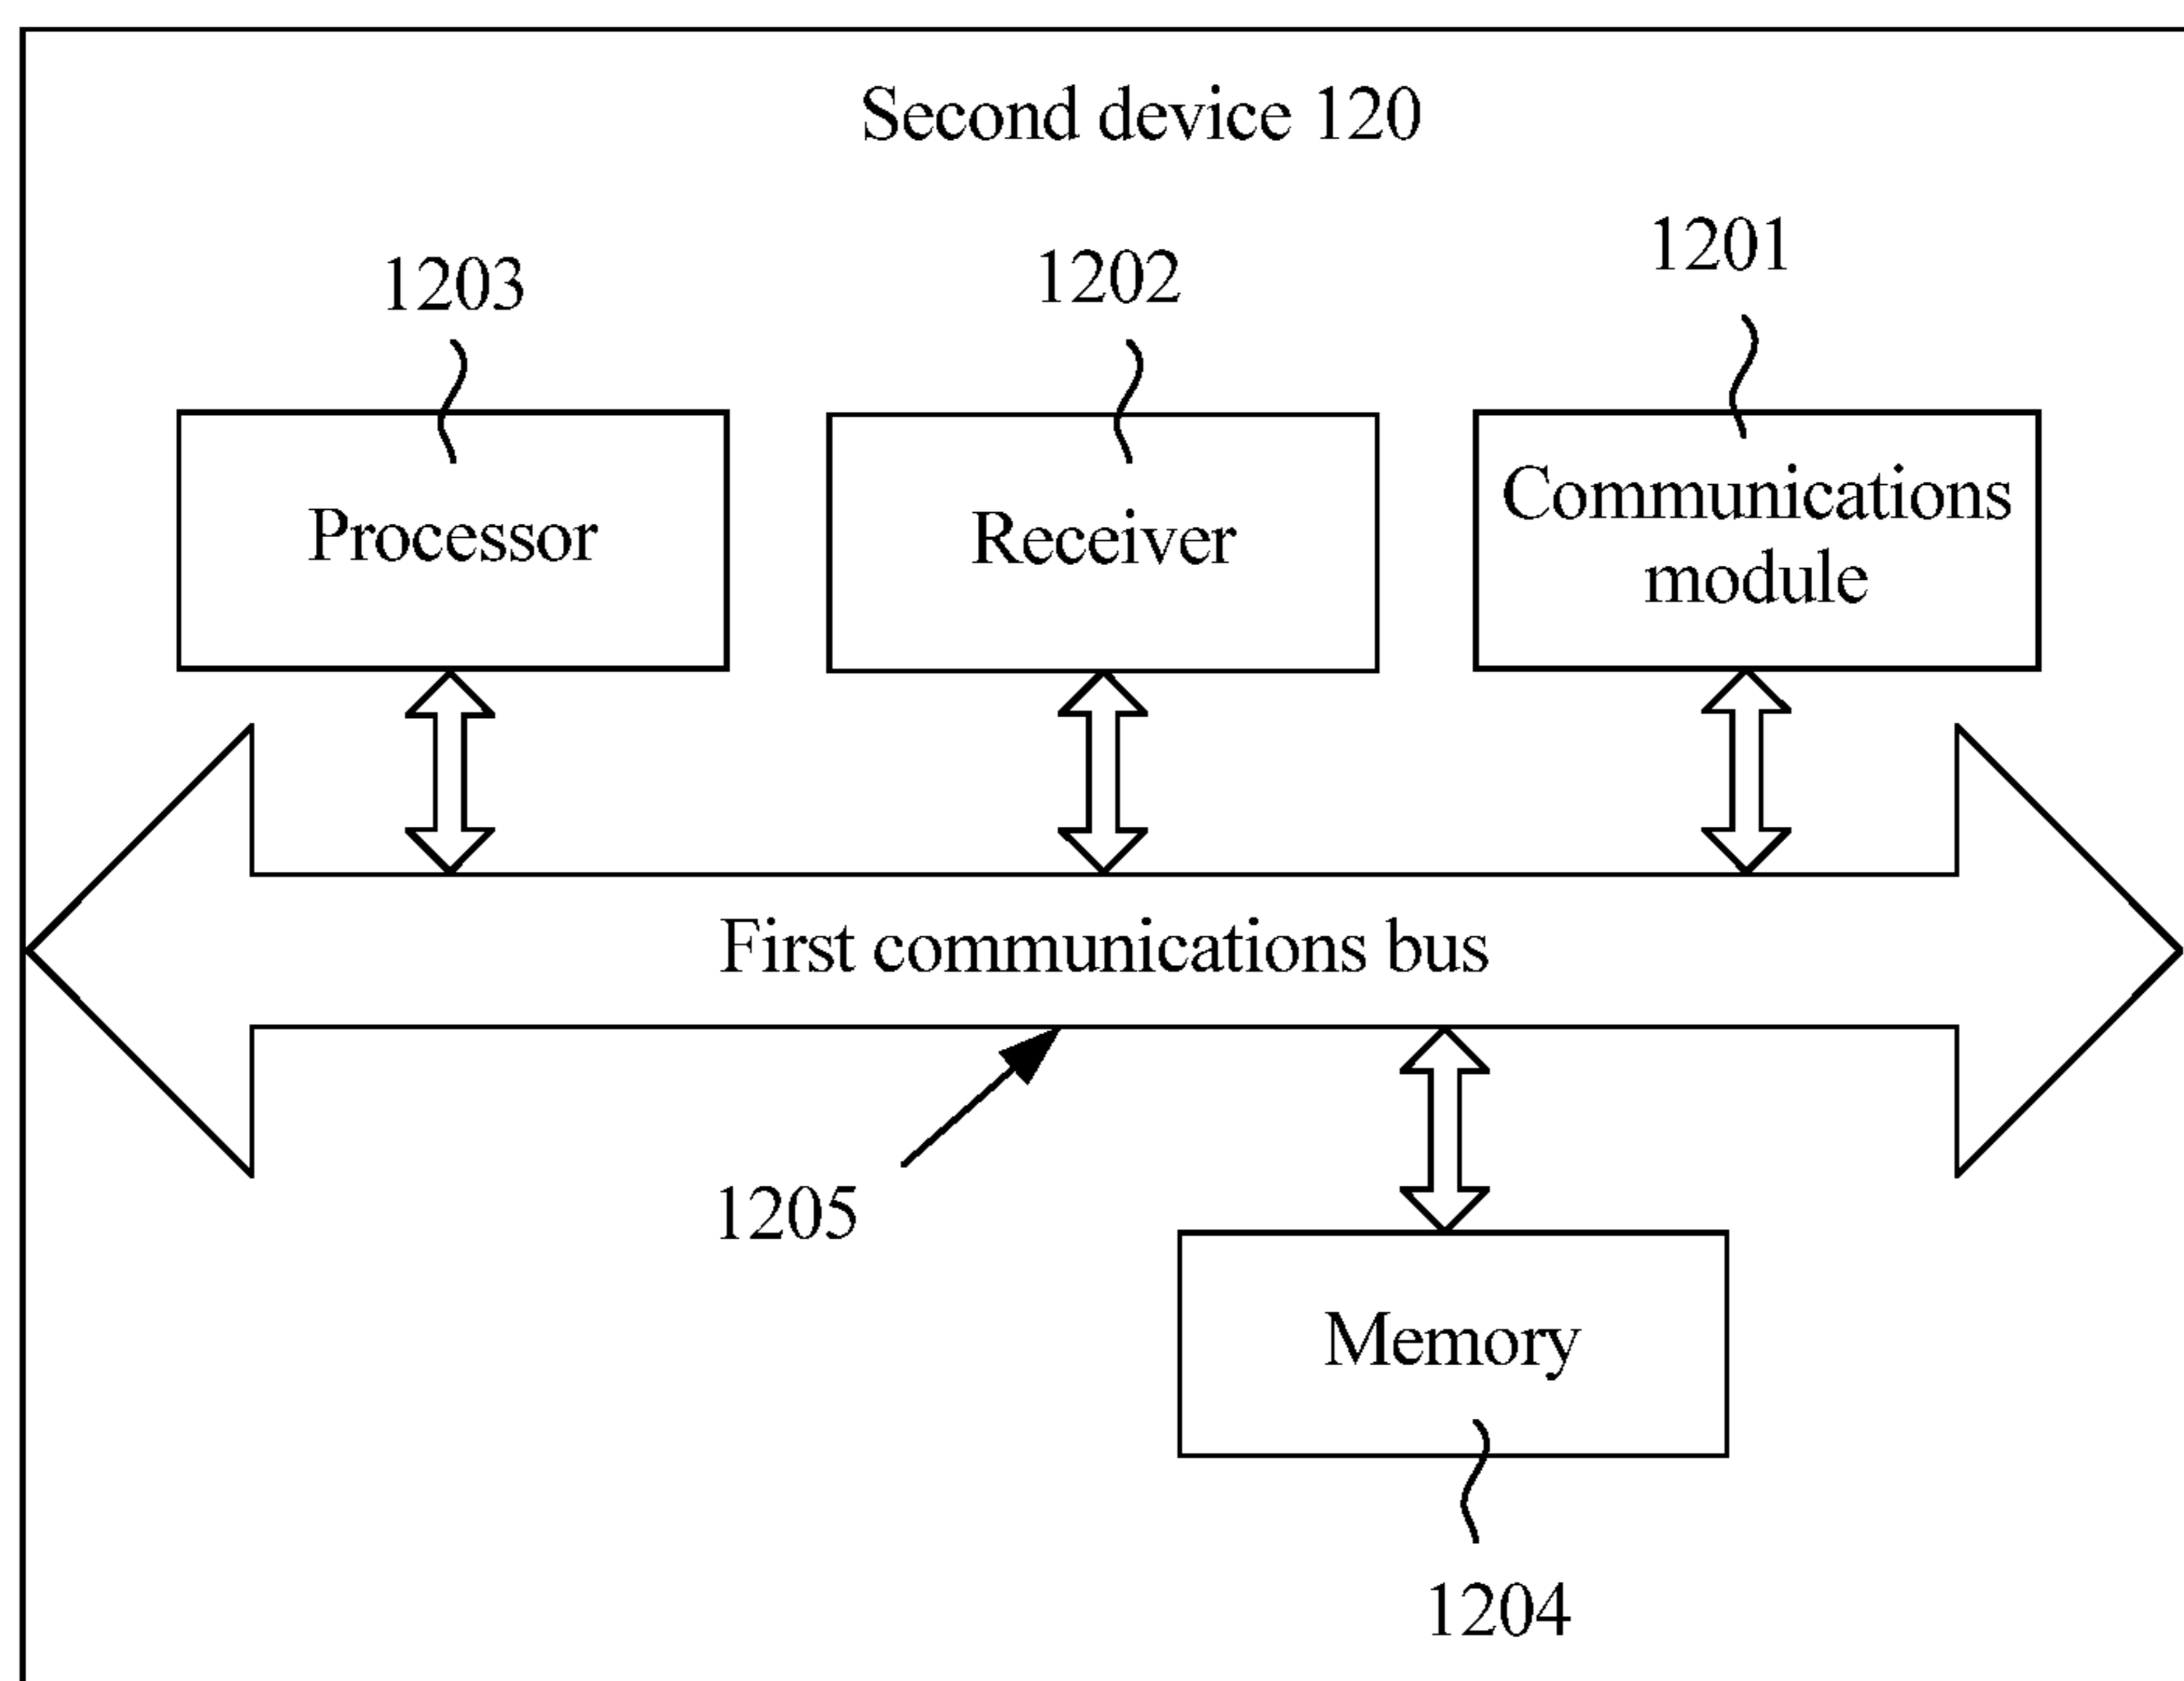 Second device 120
1203
1202
1201
Processor
Receiver
Communications
module
First communications bus
1205
Memory
1204